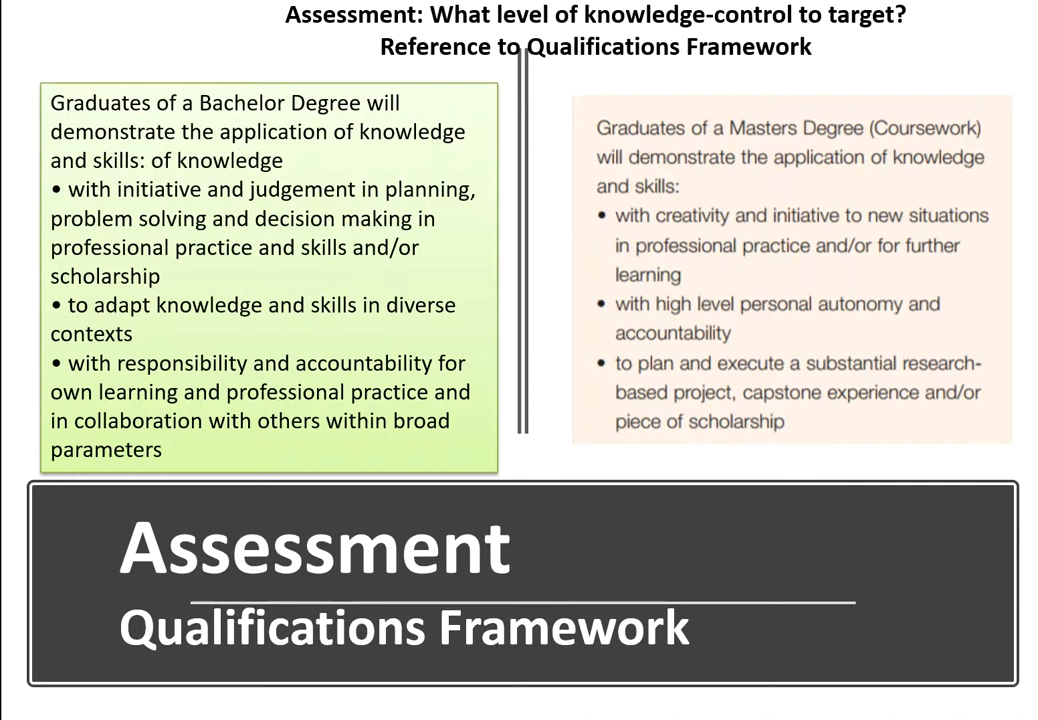 Assessment: What level of knowledge-control to target?
Reference to Qualifications Framework
Graduates of a Bachelor Degree will
demonstrate the application of knowledge
and skills: of knowledge
• with initiative and judgement in planning,
problem solving and decision making in
professional practice and skills and/or
scholarship
• to adapt knowledge and skills in diverse
contexts
• with responsibility and accountability for
own learning and professional practice and
in collaboration with others within broad
parameters
Graduates of a Masters Degree (Coursework)
will demonstrate the application of knowledge
and skills:
• with creativity and initiative to new situations
in professional practice and/or for further
learning
• with high level personal autonomy and
accountability
• to plan and execute a substantial research-
based project, capstone experience and/or
piece of scholarship
Assessment
Qualifications Framework